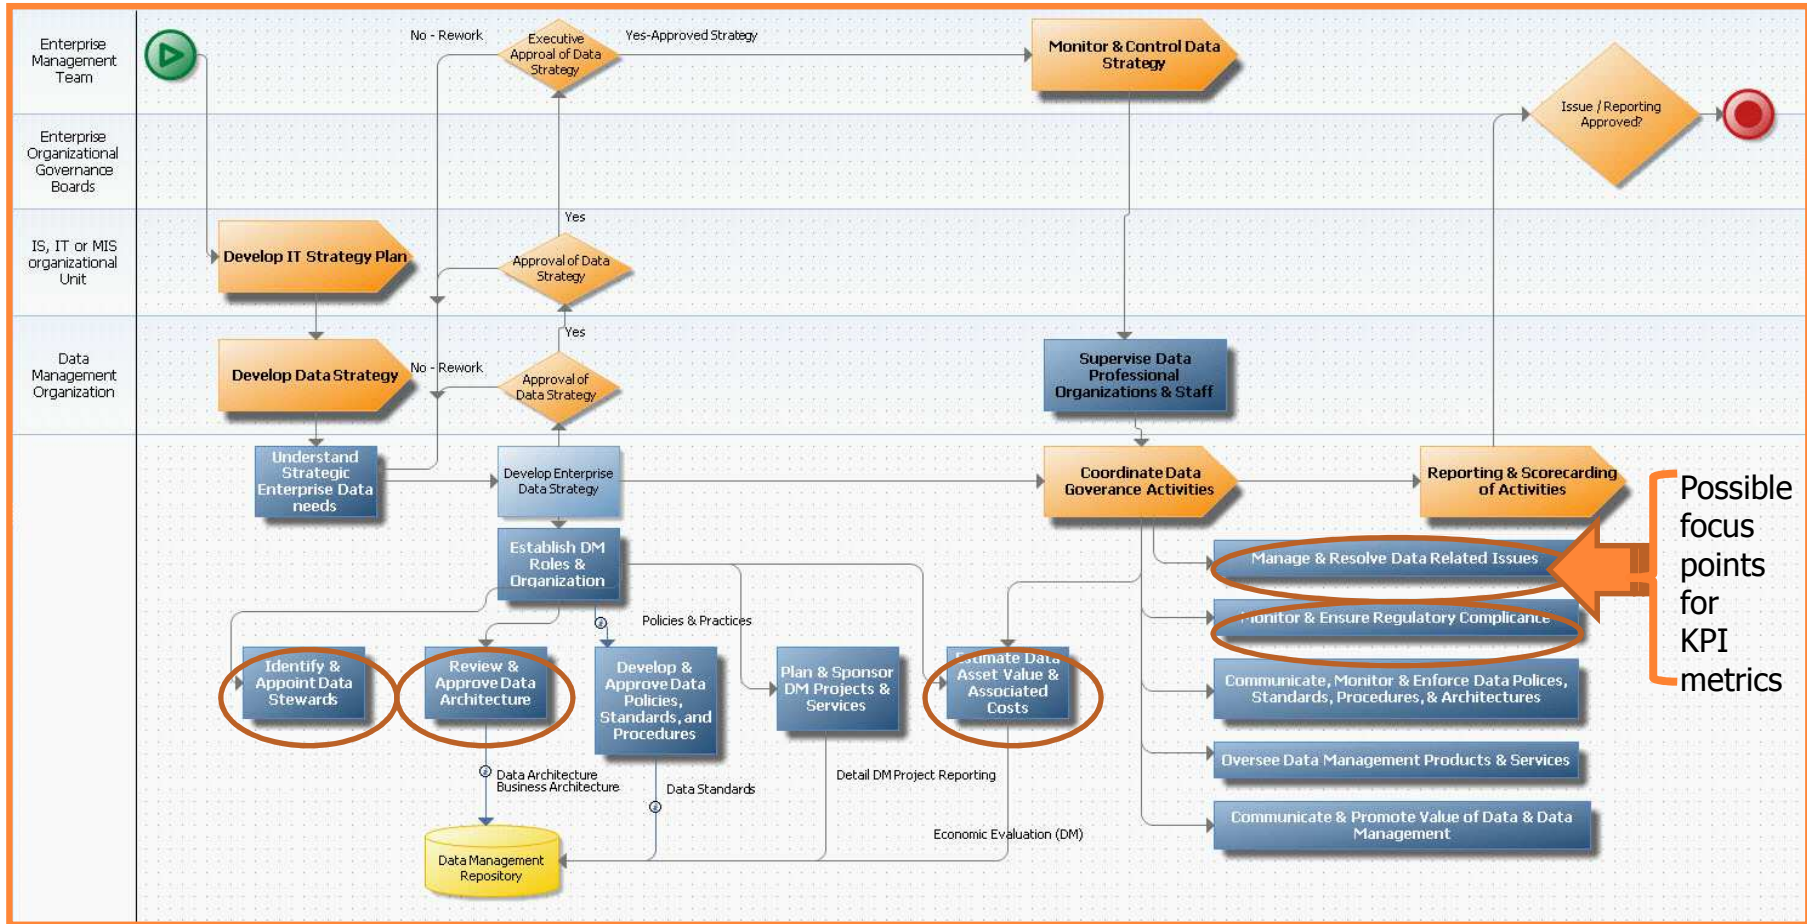 Enterprise
Management
Team
No - Rework
Executive
Approal of Data
Strategy
Yes-Approved Strategy
Monitor & Control Data
Strategy
Issue / Reporting
Approved?
Enterprise
Organizational
Governance
Boards
IS, IT or MIS
organizational
Unit
Develop IT Strategy Plan
Yes
Approval of Data
Strategy
Data
Management
Organization
Develop Data Strategy
No - Rework
Yes
Approval of
Data Strategy
Supervise Data
Professional
Organizations & Staff
Understand
Strategic
Enterprise Data
needs
Develop Enterprise
Data Strategy
Coordinate Data
Goverance Activities
Reporting & Scorecarding
of Activities
Possible
focus
points
for
KPI
metrics
Establish DM
Roles &
Organization
Manage & Resolve Data Related Issues
Policies & Practices
Monitor & Ensure Regulatory Complicance
Identify &
Appoint Data
Stewards
Review &
Approve Data
Architecture
Develop &
Approve Data
Policies,
Standards, and
Procedures
Plan & Sponsor
DM Projects &
Services
Estimate Data
Asset Value &
Associated
Costs
Communicate, Monitor & Enforce Data Polices,
Standards, Procedures, & Architectures
Oversee Data Management Products & Services
Data Architecture
Business Architecture
Data Standards
Detail DM Project Reporting
Economic Evaluation (DM)
Communicate & Promote Value of Data & Data
Management
Data Management
Repository